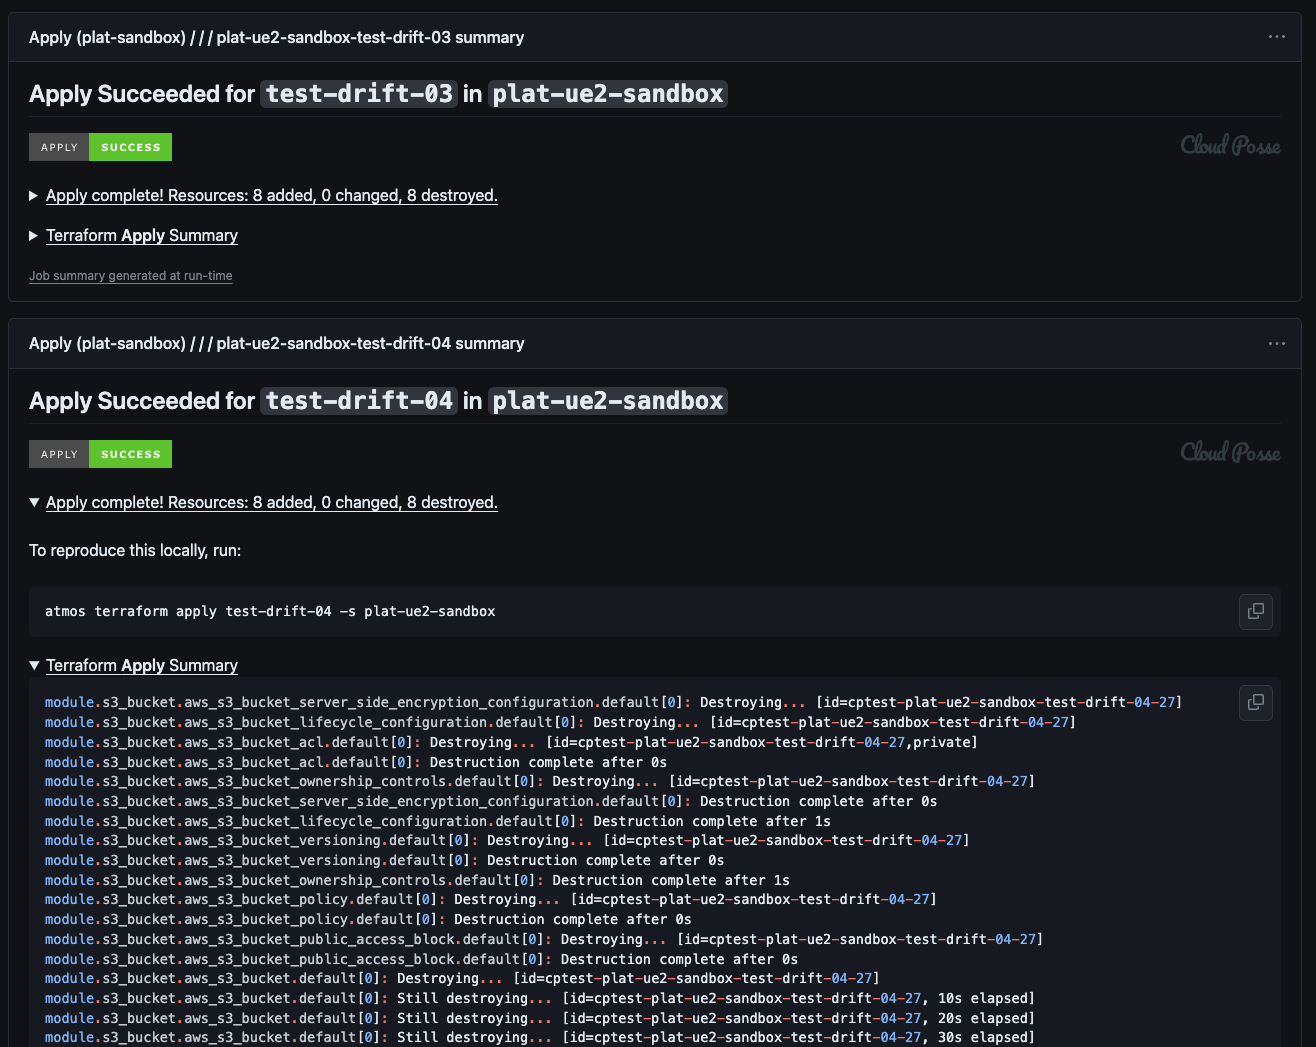 Apply (plat-sandbox) / / / plat-ue2-sandbox-test-drift-03 summary
Apply Succeeded for test-drift-03 in plat-ue2-sandbox
APPLY SUCCESS
Cloud Posse
Apply complete! Resources: 8 added, 0 changed, 8 destroyed.
Terraform Apply Summary
Job summary generated at run-time
Apply (plat-sandbox) / / / plat-ue2-sandbox-test-drift-04 summary
Apply Succeeded for test-drift-04 in plat-ue2-sandbox
APPLY SUCCESS
Cloud Posse
Apply complete! Resources: 8 added, 0 changed, 8 destroyed.
To reproduce this locally, run:
atmos terraform apply test-drift-04 -s plat-ue2-sandbox
Terraform Apply Summary
module.s3_bucket.aws_s3_bucket_server_side_encryption_configuration.default[0]: Destroying... [id=cptest-plat-ue2-sandbox-test-drift-04-27]
module.s3_bucket.aws_s3_bucket_lifecycle_configuration.default[0]: Destroying... [id=cptest-plat-ue2-sandbox-test-drift-04-27]
module.s3_bucket.aws_s3_bucket_acl.default[0]: Destroying... [id=cptest-plat-ue2-sandbox-test-drift-04-27,private]
module.s3_bucket.aws_s3_bucket_acl.default[0]: Destruction complete after 0s
module.s3_bucket.aws_s3_bucket_ownership_controls.default[0]: Destroying... [id=cptest-plat-ue2-sandbox-test-drift-04-27]
module.s3_bucket.aws_s3_bucket_server_side_encryption_configuration.default[0]: Destruction complete after 0s
module.s3_bucket.aws_s3_bucket_lifecycle_configuration.default[0]: Destruction complete after 1s
module.s3_bucket.aws_s3_bucket_versioning.default[0]: Destroying... [id=cptest-plat-ue2-sandbox-test-drift-04-27]
module.s3_bucket.aws_s3_bucket_versioning.default[0]: Destruction complete after 0s
module.s3_bucket.aws_s3_bucket_ownership_controls.default[0]: Destruction complete after 1s
module.s3_bucket.aws_s3_bucket_policy.default[0]: Destroying... [id=cptest-plat-ue2-sandbox-test-drift-04-27]
module.s3_bucket.aws_s3_bucket_policy.default[0]: Destruction complete after 0s
module.s3_bucket.aws_s3_bucket_public_access_block.default[0]: Destroying... [id=cptest-plat-ue2-sandbox-test-drift-04-27]
module.s3_bucket.aws_s3_bucket_public_access_block.default[0]: Destruction complete after 0s
module.s3_bucket.aws_s3_bucket.default[0]: Destroying... [id=cptest-plat-ue2-sandbox-test-drift-04-27]
module.s3_bucket.aws_s3_bucket.default[0]: Still destroying... [id=cptest-plat-ue2-sandbox-test-drift-04-27, 10s elapsed]
module.s3_bucket.aws_s3_bucket.default[0]: Still destroying... [id=cptest-plat-ue2-sandbox-test-drift-04-27, 20s elapsed]
module.s3_bucket.aws_s3_bucket.default[0]: Still destroying... [id=cptest-plat-ue2-sandbox-test-drift-04-27, 30s elapsed]